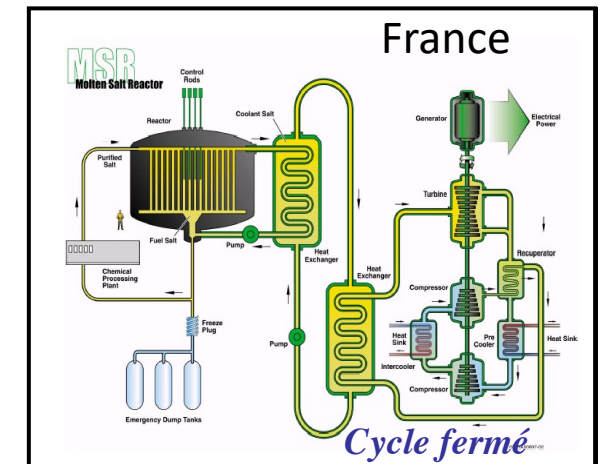 France
MSR
Molten Salt Reactor
Control
Rods
Reactor
Coolant Salt
Purified
Salt
Fuel Salt
Pump
Chemical
Processing
Plant
Freeze
Plug
Emergency Dump Tanks
Heat
Exchanger
Pump
Heat
Exchanger
Generator
Electrical
Power
Turbine
Recuperator
Compressor
Heat
Sink
Intercooler
Pre
Cooler
Heat Sink
Compressor
Cycle fermé